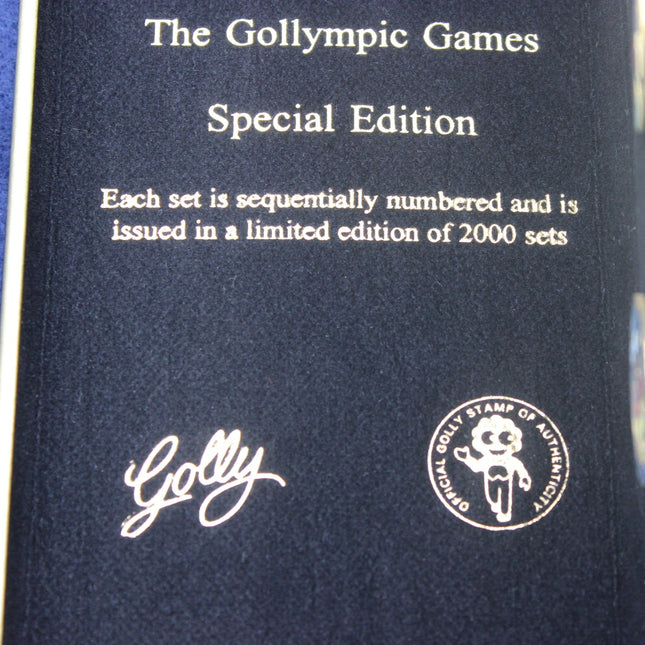 The Gollympic Games
Special Edition
Each set is sequentially numbered and is
issued in a limited edition of 2000 sets
Golly
OFFICIAL GOLLY STAMP OF AUTHENTICITY